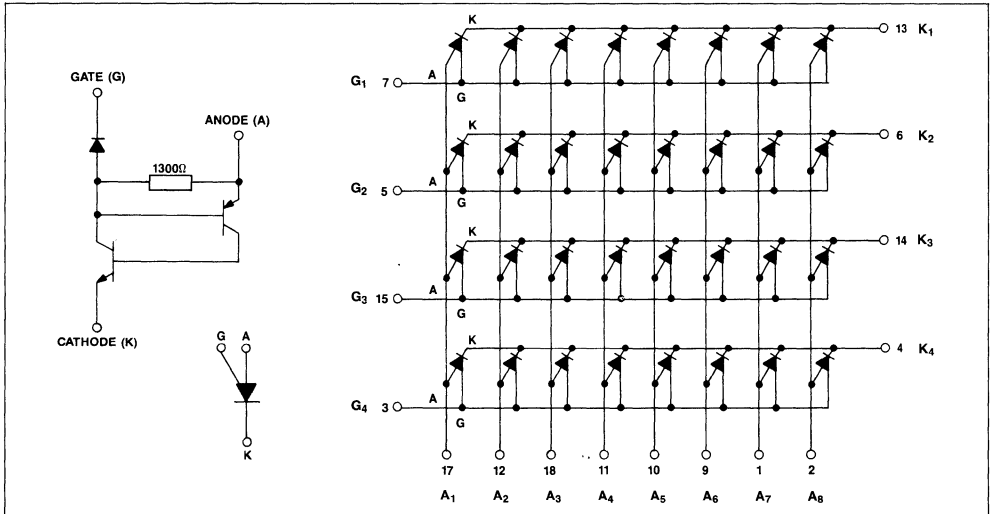 GATE (G)
ANODE (A)
1300Ω
CATHODE (K)
G A
K
K 13 K1
G1 7 A
G
K 6 K2
G2 5 A
G
K 14 K3
G3 15 A
G
K 4 K4
G4 3 A
G
17 12 18 11 10 9 1 2
A1 A2 A3 A4 A5 A6 A7 A8